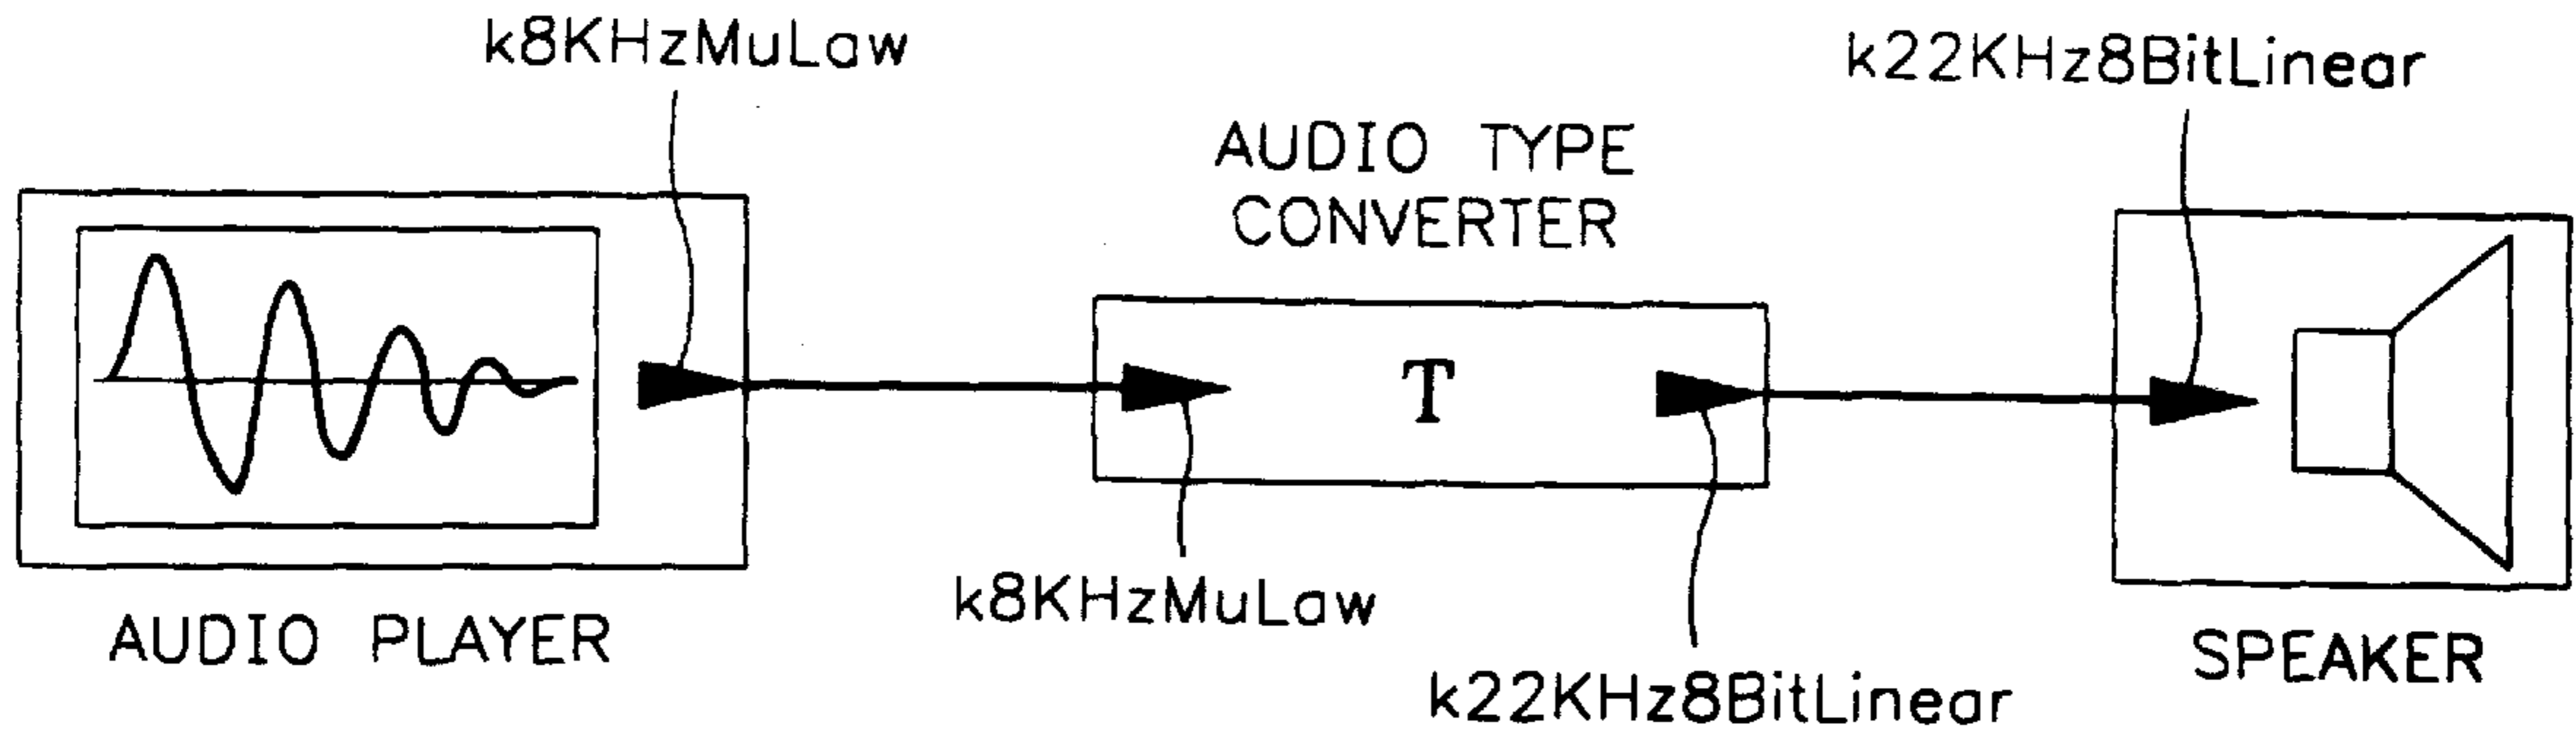 k8KHzMuLaw
k22KHz8BitLinear
AUDIO TYPE
CONVERTER
T
k8KHzMuLaw
AUDIO PLAYER
k22KHz8BitLinear
SPEAKER